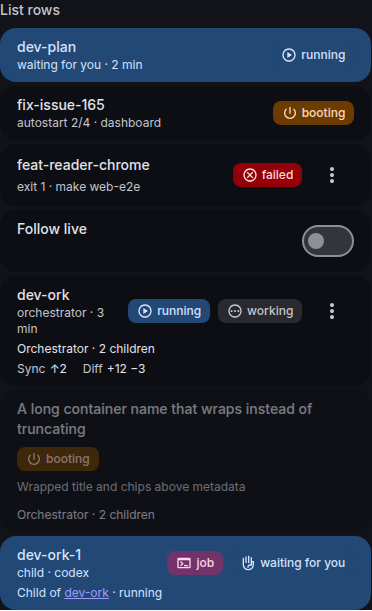 List rows
dev-plan
waiting for you · 2 min
running
fix-issue-165
autostart 2/4 · dashboard
booting
feat-reader-chrome
exit 1 · make web-e2e
failed
Follow live
dev-ork
orchestrator · 3
min
running
working
Orchestrator · 2 children
Sync ↑2 Diff +12 −3
A long container name that wraps instead of
truncating
booting
Wrapped title and chips above metadata
Orchestrator · 2 children
dev-ork-1
child · codex
job
waiting for you
Child of dev-ork · running